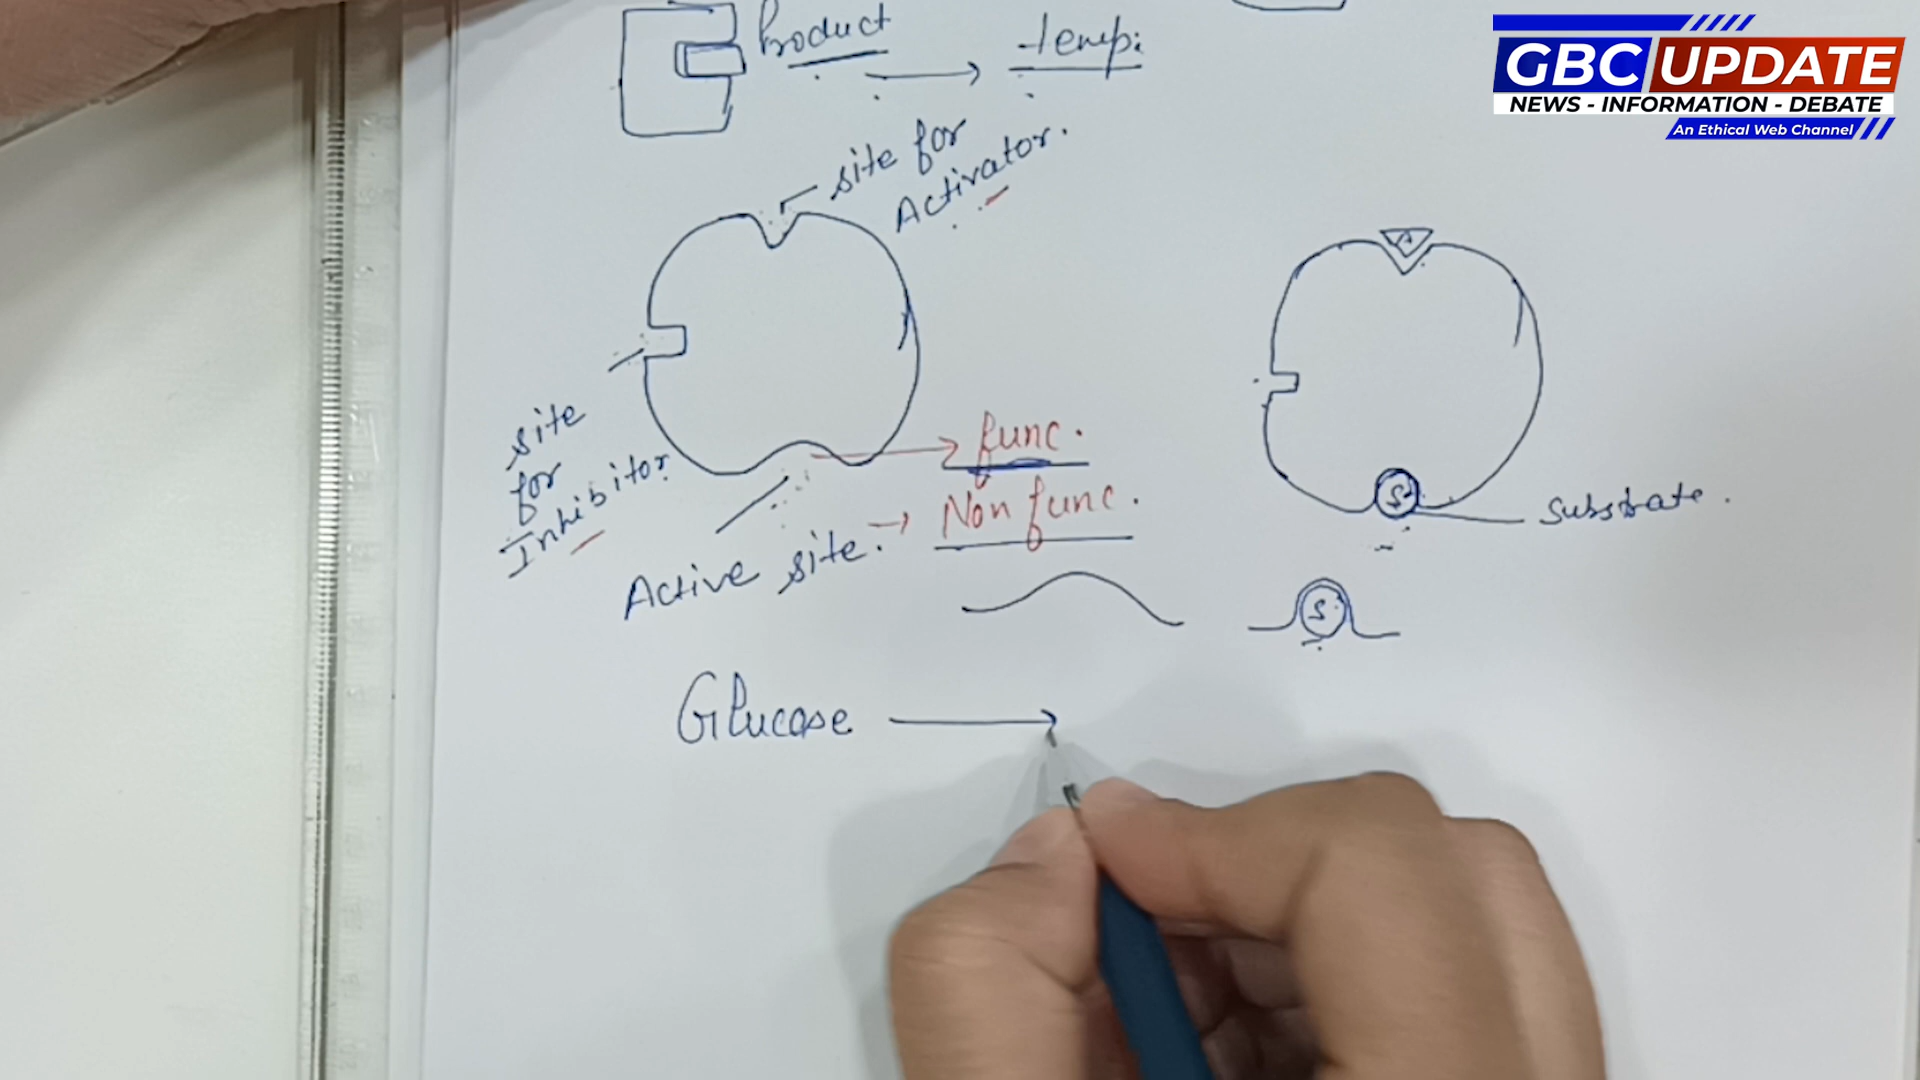 Product → temp:
GBC UPDATE
NEWS - INFORMATION - DEBATE
An Ethical Web Channel
site for
Activator.
A
site
for
Inhibitor.
func.
Active site. → Non func.
S
Substrate.
S
Glucose →